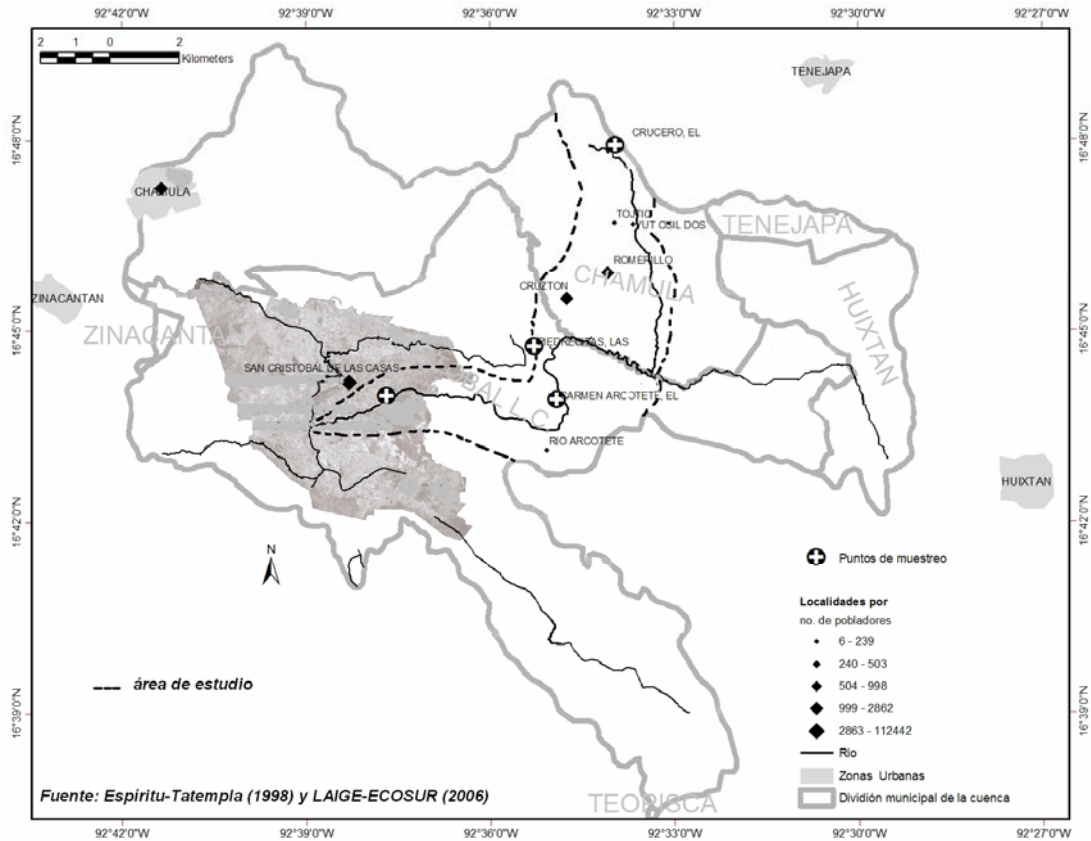 92°42'0"W 92°39'0"W 92°36'0"W 92°33'0"W 92°30'0"W 92°27'0"W
2 1 0 2
Kilometers
TENEJAPA
16°48'0"N 16°48'0"N
CRUCERO, EL
CHAMULA
TOJTIC
YUT OSIL DOS
TENEJAPA
ROMERILLO
CHAMULA
CRUZTON
HUIXTAN
ZINACANTAN
ZINACANTA
16°45'0"N 16°45'0"N
PIEDRECITAS, LAS
SAN CRISTOBAL DE LAS CASAS
BAL L. C
CARMEN ARCOTETE, EL
RIO ARCOTETE
HUIXTAN
16°42'0"N 16°42'0"N
N
Puntos de muestreo
Localidades por
no. de pobladores
6 - 239
240 - 503
504 - 998
999 - 2862
2863 - 112442
Rio
Zonas Urbanas
División municipal de la cuenca
área de estudio
16°39'0"N 16°39'0"N
TEOPISCA
Fuente: Espíritu-Tatempla (1998) y LAIGE-ECOSUR (2006)
92°42'0"W 92°39'0"W 92°36'0"W 92°33'0"W 92°30'0"W 92°27'0"W